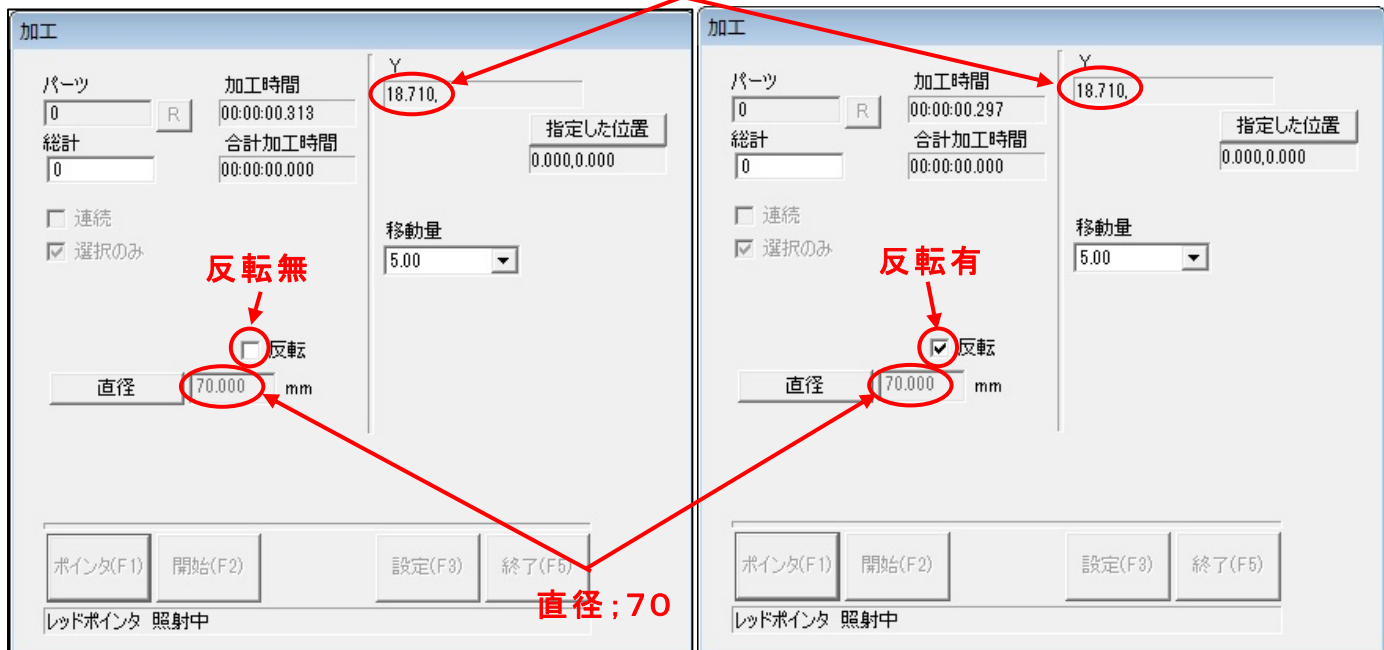 加工
パーツ
加工時間
0
R
00:00:00.313
総計
合計加工時間
0
00:00:00.000
連続
選択のみ
反転無
反転
直径
70.000
mm
Y
18.710,
指定した位置
0.000,0.000
移動量
5.00
ポインタ(F1)
開始(F2)
設定(F3)
終了(F5)
直径;70
レッドポインタ 照射中
加工
パーツ
加工時間
0
R
00:00:00.297
総計
合計加工時間
0
00:00:00.000
連続
選択のみ
反転有
反転
直径
70.000
mm
Y
18.710,
指定した位置
0.000,0.000
移動量
5.00
ポインタ(F1)
開始(F2)
設定(F3)
終了(F5)
レッドポインタ 照射中